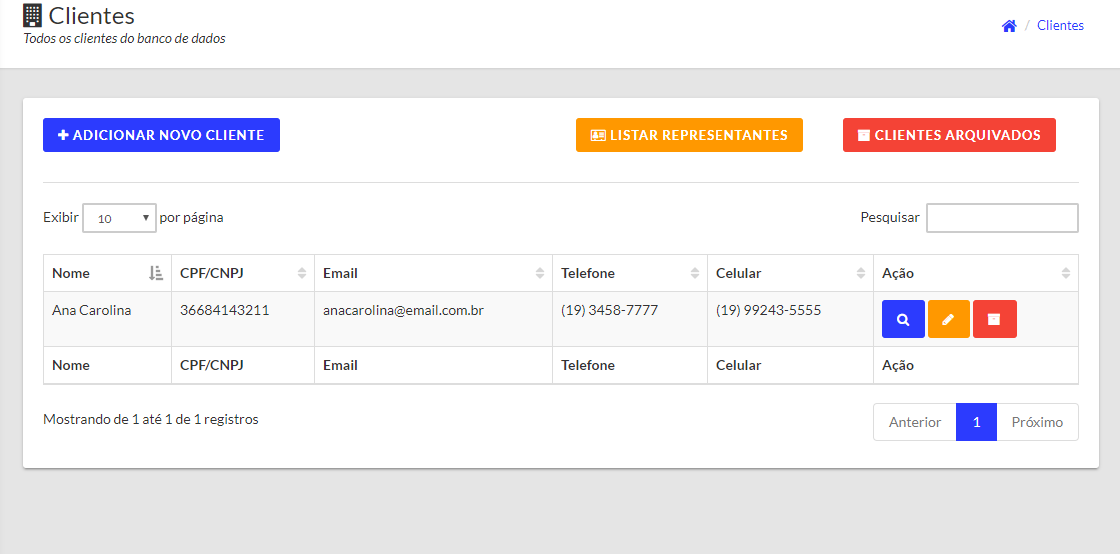 Clientes
Todos os clientes do banco de dados
/ Clientes
ADICIONAR NOVO CLIENTE
LISTAR REPRESENTANTES
CLIENTES ARQUIVADOS
Exibir 10 por página
Pesquisar
Nome CPF/CNPJ Email Telefone Celular Ação
Ana Carolina 36684143211 anacarolina@email.com.br (19) 3458-7777 (19) 99243-5555
Nome CPF/CNPJ Email Telefone Celular Ação
Mostrando de 1 até 1 de 1 registros
Anterior 1 Próximo